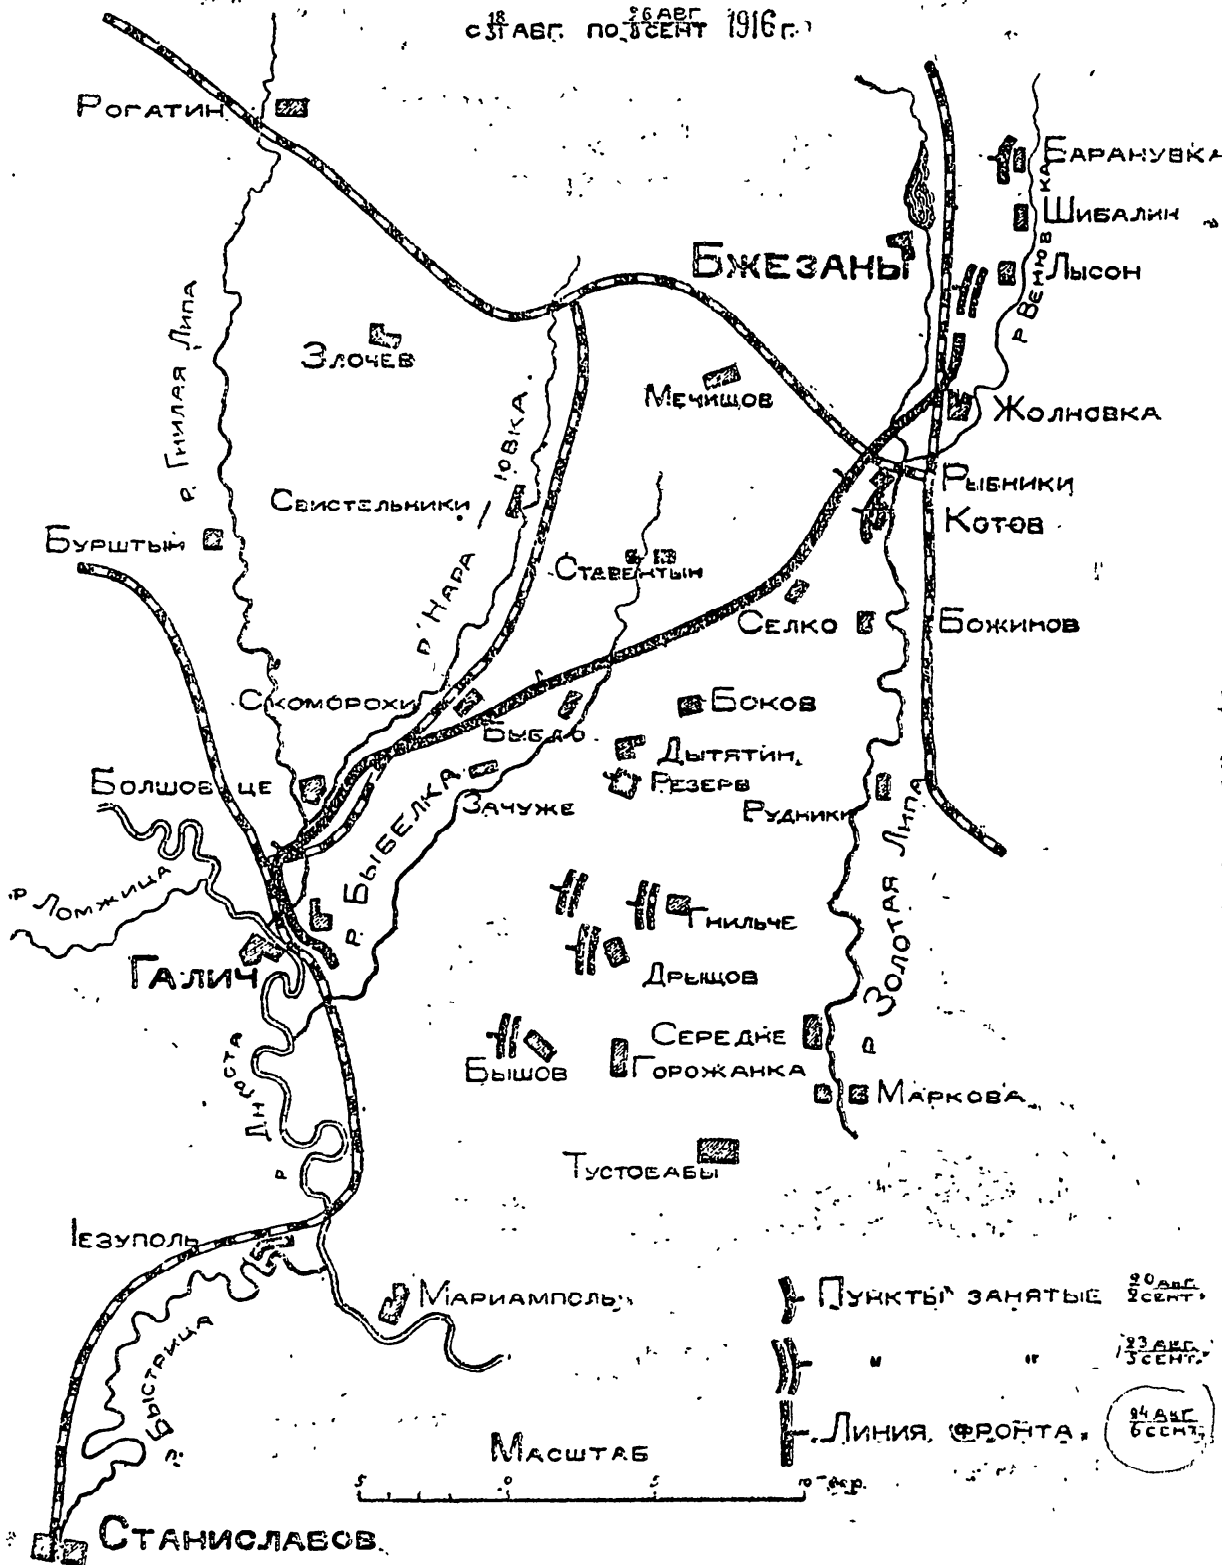 С 18/31 АВГ. ПО 26 АВГ/8 СЕНТ 1916 Г.
РОГАТИН
БАРАНУВКА
ШИБАЛИН
БЖЕЗАНЫ
ЛЫСОН
Р. ВЕНЮВКА
Р. ГНИЛАЯ ЛИПА
ЗЛОЧЕВ
МЕЧИЩОВ
ЖОЛНОВКА
СВИСТЕЛЬНИКИ
Р. НАРАЮВКА
РЫБНИКИ
КОТОВ
БУРШТЫН
СТАВЕНТЫН
СЕЛКО
БОЖИКОВ
СКОМОРОХИ
БЫБЛО
БОКОВ
ДЫТЯТИН
БОЛШОВЦЕ
ЗАЧУЖЕ
РЕЗЕРВ
РУДНИКИ
Р. БЫБЕЛКА
Р. ЛОМЖИЦА
Р. ЗОЛОТАЯ ЛИПА
ГНИЛЬЧЕ
ГАЛИЧ
ДРЫЩОВ
СЕРЕДНЕ
БЫШОВ
ГОРОЖАНКА
МАРКОВА
Р. ДНЕСТР
ТУСТОБАБЫ
ІЕЗУПОЛЬ
МАРИАМПОЛЬ
ПУНКТЫ ЗАНЯТЫЕ 20 АВГ./2 СЕНТ.
" " 23 АВГ./5 СЕНТ.
ЛИНИЯ ФРОНТА. 24 АВГ/6 СЕНТ.
Р. БЫСТРИЦА
МАСШТАБ
5 0 5 10 вер.
СТАНИСЛАВОВ.